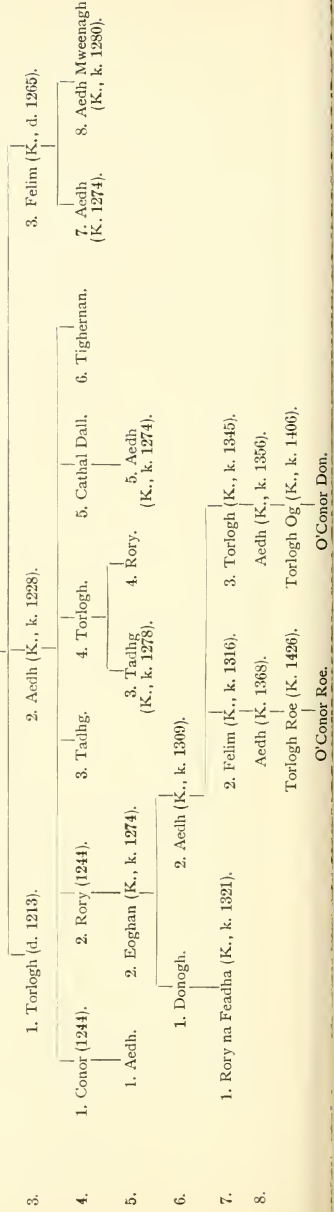 3. 1. Torlogh (d. 1213). 2. Aedh (K., k. 1228). 3. Felim (K., d. 1265).
4. 1. Conor (1244). 2. Rory (1244). 3. Tadhg. 4. Torlogh. 5. Cathal Dall. 6. Tighernan. 7. Aedh 8. Aedh Mweenagh
(K. 1274). (K., k. 1280).
5. 1. Aedh. 2. Eoghan (K., k. 1274). 3. Tadhg 4. Rory. 5. Aedh
(K., k. 1278). (K., k. 1274).
6. 1. Donogh. 2. Aedh (K., k. 1309).
7. 1. Rory na Feadha (K., k. 1321). 2. Felim (K., k. 1316). 3. Torlogh (K., k. 1345).
8. Aedh (K. 1368). Aedh (K., k. 1356).
Torlogh Roe (K. 1426). Torlogh Og (K., k. 1406).
O'Conor Roe. O'Conor Don.